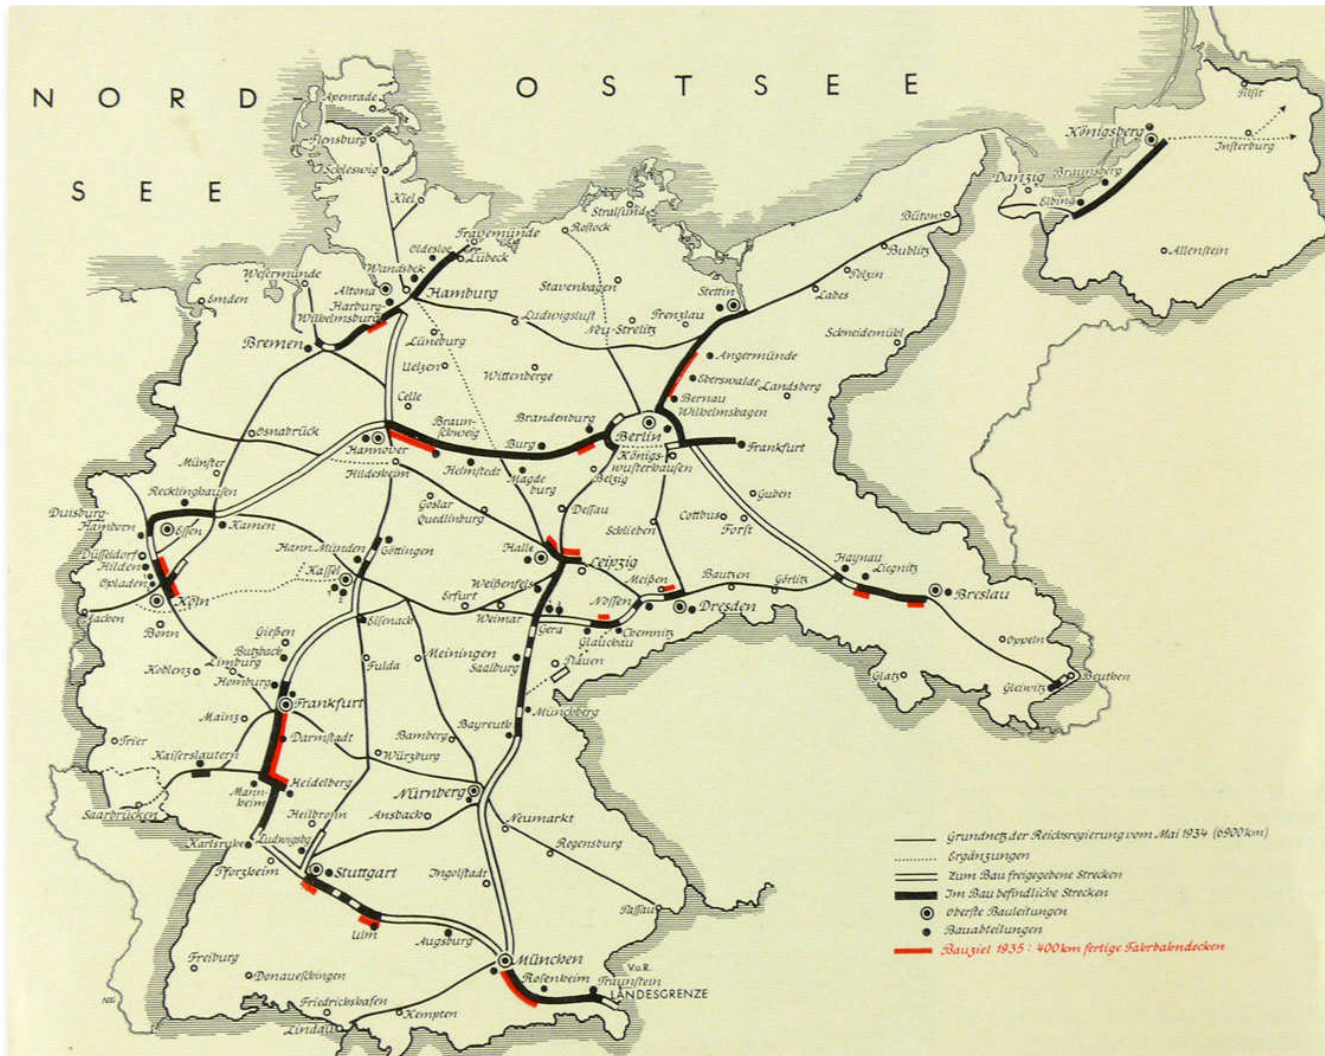 NORD-
SEE
OSTSEE
Apenrade
Flensburg
Schleswig
Kiel
Stralsund
Rostock
Travemünde
Oldesloe
Lübeck
Wandsbek
Wesermünde
Emden
Altona
Hamburg
Harburg-
Wilhelmsburg
Bremen
Lüneburg
Uelzen
Celle
Stavenhagen
Ludwigslust
Neu-Strelitz
Prenzlau
Wittenberge
Stettin
Angermünde
Eberswalde
Landsberg
Bernau
Wilhelmshagen
Labes
Polzin
Bublitz
Bütow
Schneidemühl
Danzig
Braunsberg
Elbing
Königsberg
Tilsit
Insterburg
Allenstein
Osnabrück
Hannover
Hildesheim
Braun-
schweig
Helmstedt
Burg
Magde
burg
Brandenburg
Berlin
Königs-
wusterhausen
Belzig
Frankfurt
Guben
Cottbus
Forst
Münster
Recklinghausen
Duisburg-
Hamborn
Essen
Kamen
Düsseldorf
Hilden
Opladen
Köln
Aachen
Bonn
Koblenz
Hann. Münden
Göttingen
Kassel
Goslar
Quedlinburg
Dessau
Schlieben
Halle
Leipzig
Weißenfels
Meißen
Nossen
Dresden
Bautzen
Görlitz
Haynau
Liegnitz
Breslau
Oppeln
Gleiwitz
Beuthen
Glatz
Erfurt
Weimar
Gera
Glauchau
Chemnitz
Eisenach
Gießen
Butzbach
Limburg
Homburg
Frankfurt
Fulda
Meiningen
Saalburg
Plauen
Münchberg
Bayreuth
Bamberg
Würzburg
Mainz
Darmstadt
Trier
Kaiserslautern
Saarbrücken
Mann-
heim
Heidelberg
Heilbronn
Ansbach
Nürnberg
Neumarkt
Regensburg
Karlsruhe
Ludwigsbg.
Pforzheim
Stuttgart
Ingolstadt
Passau
Ulm
Augsburg
München
Rosenheim
Traunstein
V.u.R.
LANDESGRENZE
Freiburg
Donaueschingen
Friedrichshafen
Lindau
Kempten
Grundnetz der Reichsregierung vom Mai 1934 (6900 km)
Ergänzungen
Zum Bau freigegebene Strecken
Im Bau befindliche Strecken
Oberste Bauleitungen
Bauabteilungen
Bauziel 1935: 400 km fertige Fahrbahndecken